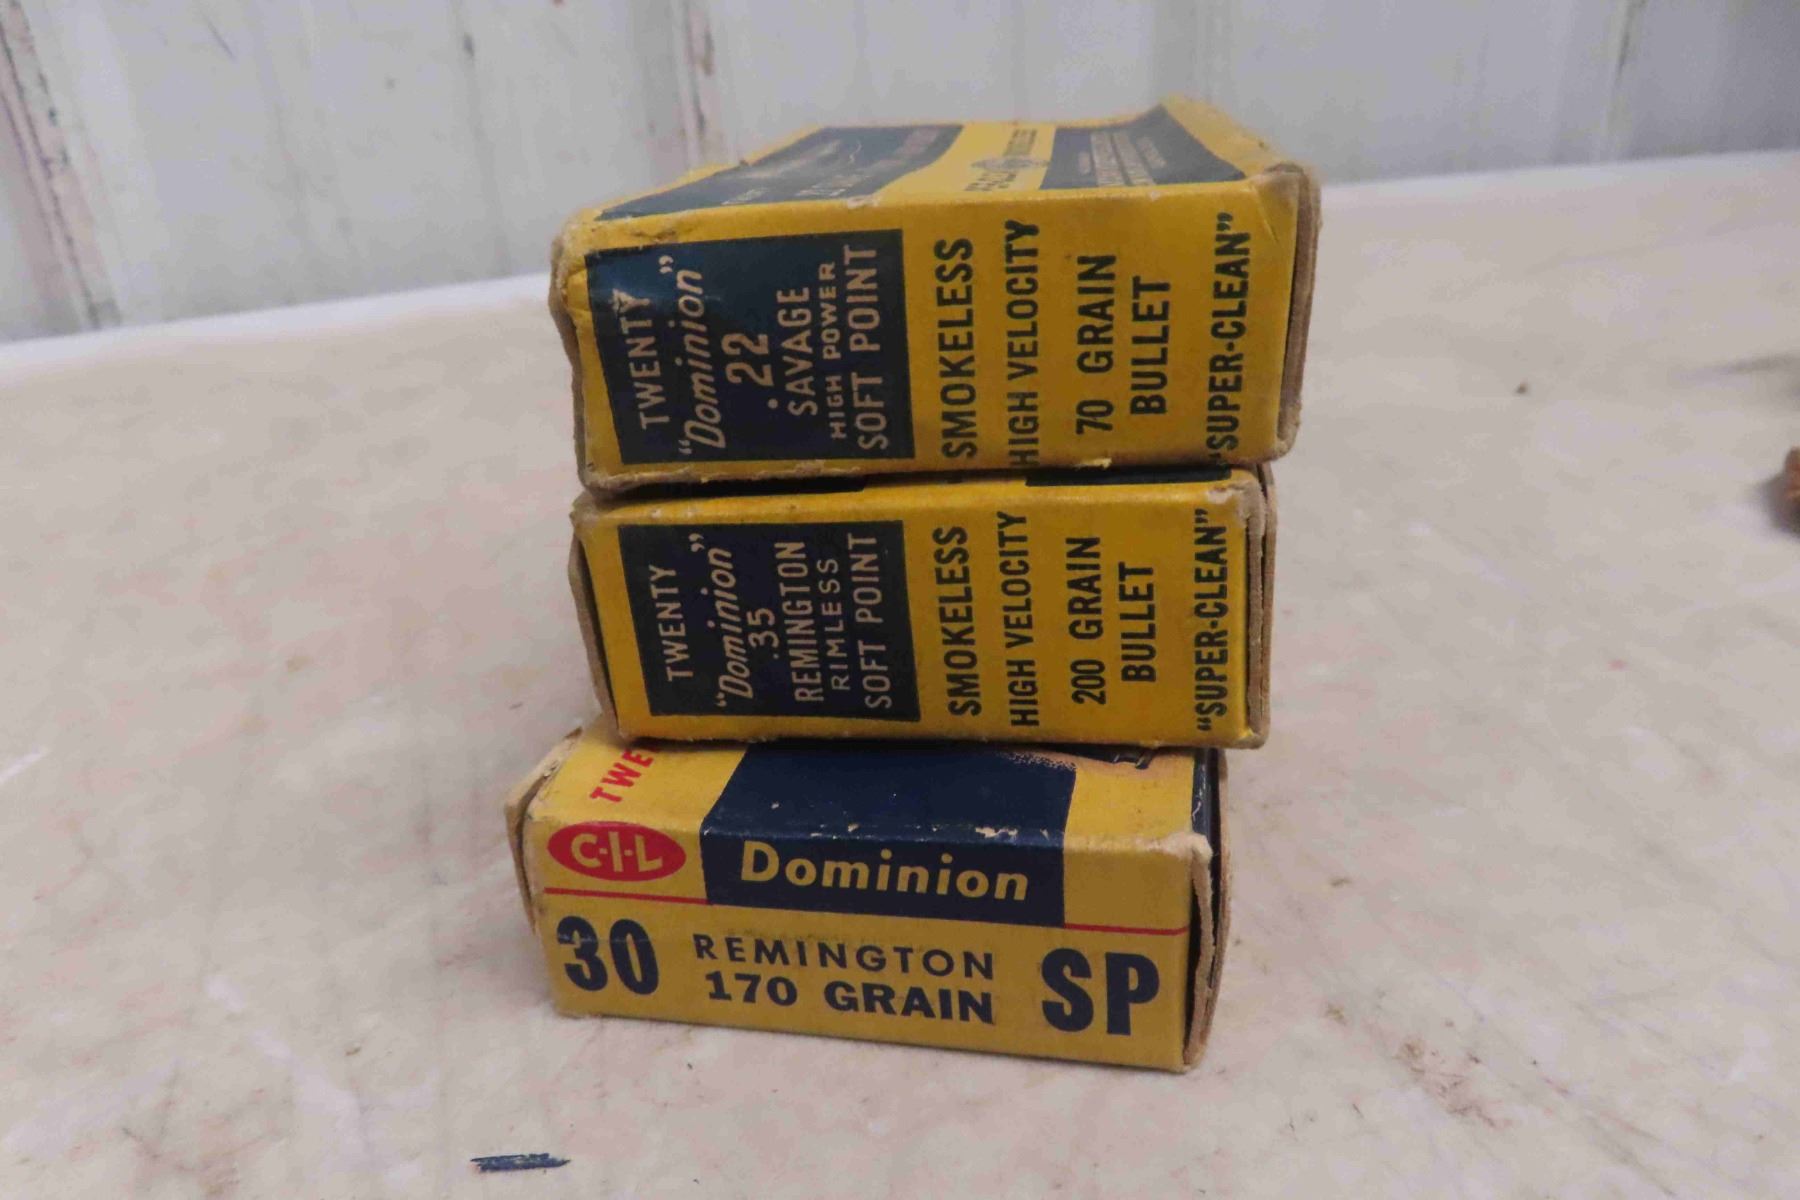 TWENTY
"Dominion"
.22
SAVAGE
HIGH POWER
SOFT POINT
SMOKELESS
HIGH VELOCITY
70 GRAIN
BULLET
"SUPER-CLEAN"
TWENTY
"Dominion"
.35
REMINGTON
RIMLESS
SOFT POINT
SMOKELESS
HIGH VELOCITY
200 GRAIN
BULLET
"SUPER-CLEAN"
TWE
C·I·L
Dominion
30 REMINGTON SP
170 GRAIN